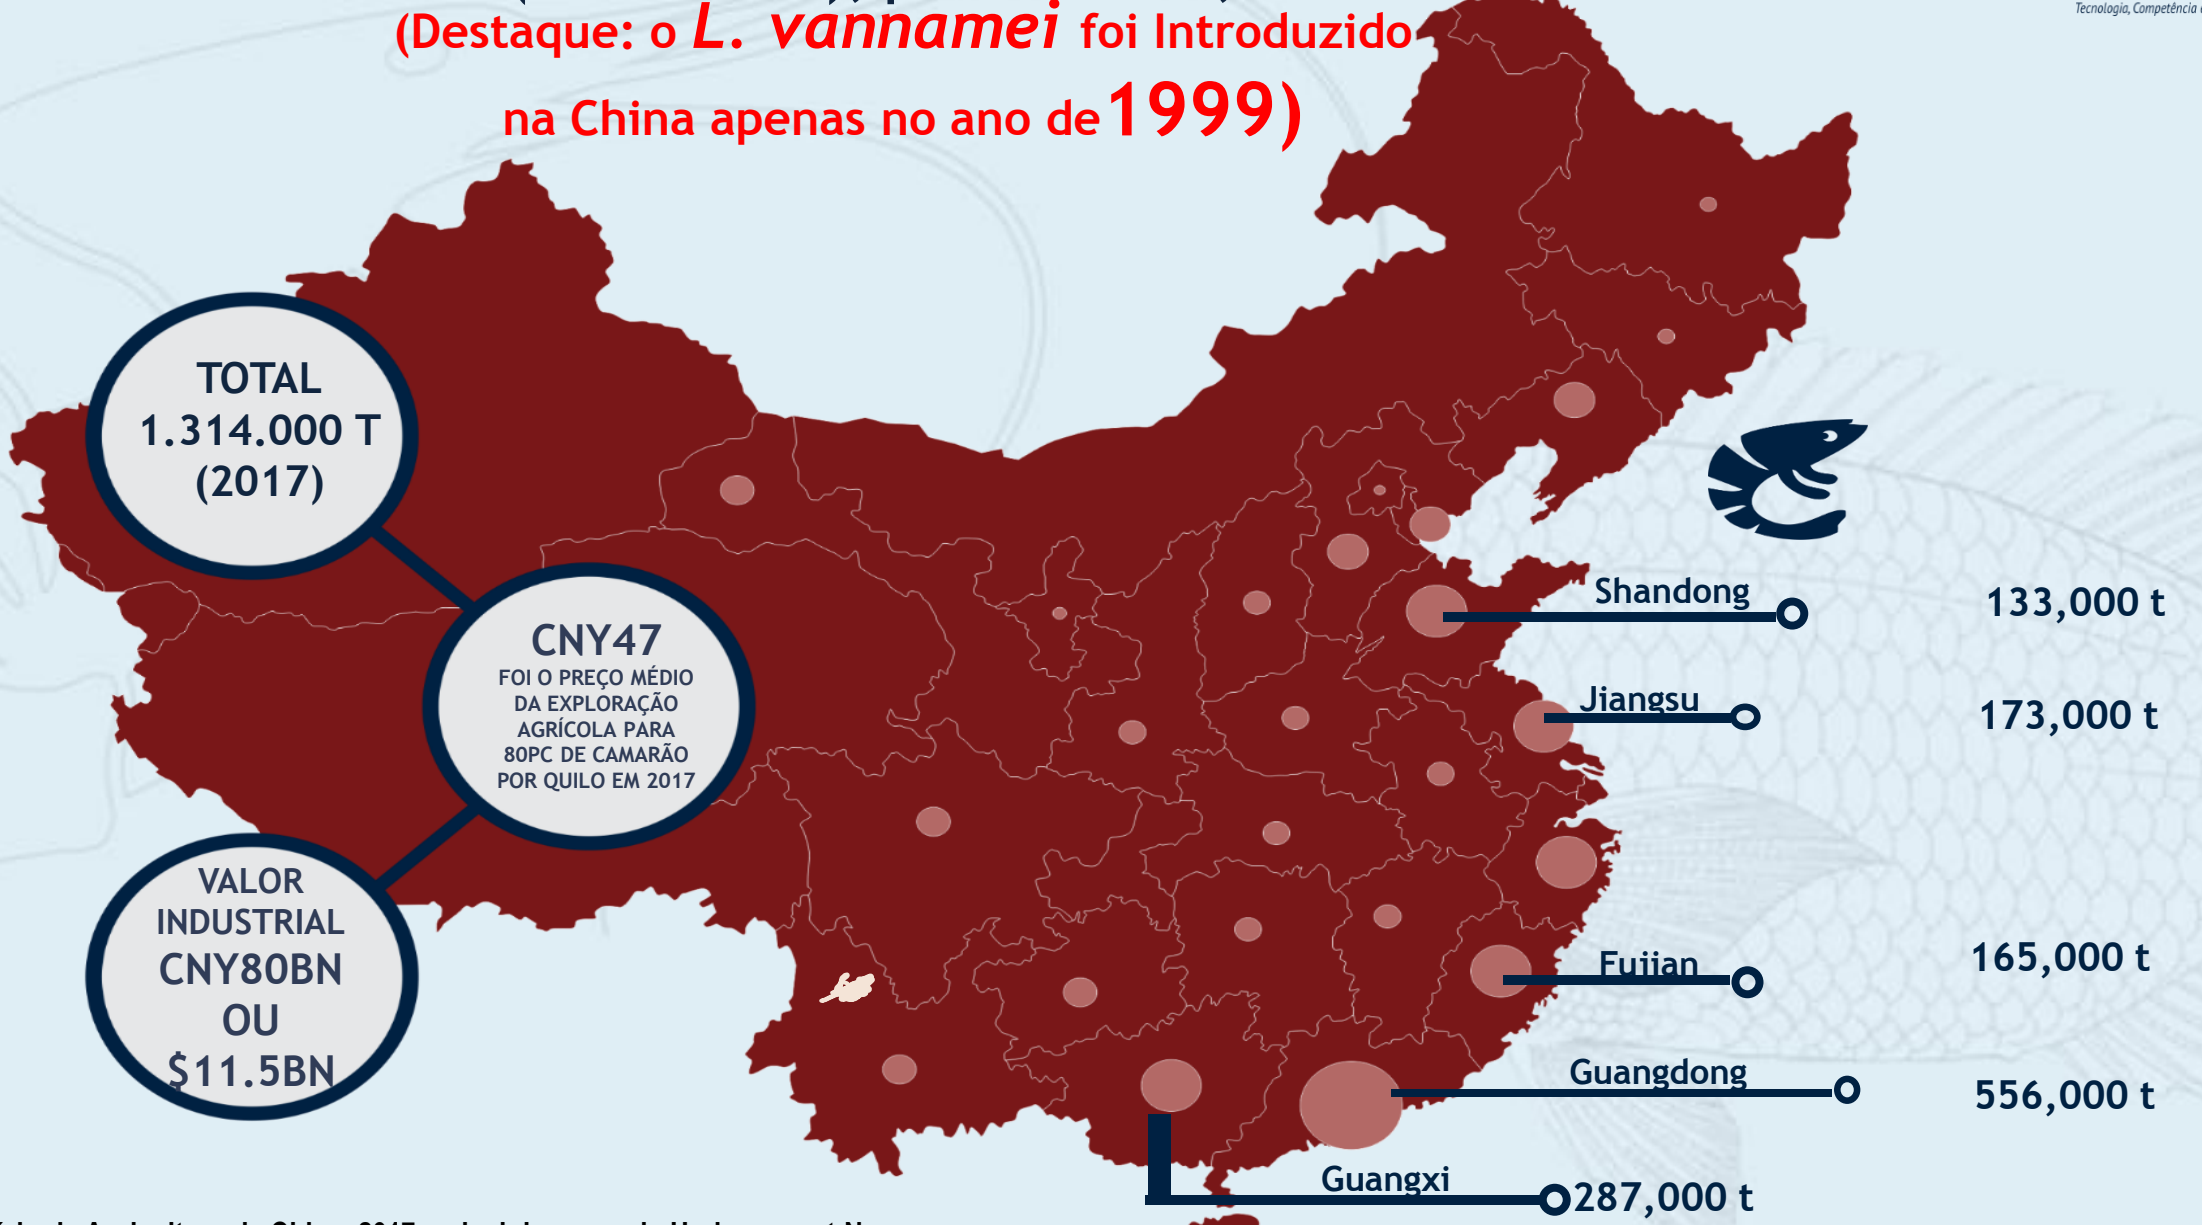 Tecnologia, Competência
(Destaque: o L. vannamei foi Introduzido
na China apenas no ano de 1999)
TOTAL
1.314.000 T
(2017)
CNY47
FOI O PREÇO MÉDIO
DA EXPLORAÇÃO
AGRÍCOLA PARA
80PC DE CAMARÃO
POR QUILO EM 2017
VALOR
INDUSTRIAL
CNY80BN
OU
$11.5BN
Shandong 133,000 t
Jiangsu 173,000 t
Fujian 165,000 t
Guangdong 556,000 t
Guangxi 287,000 t